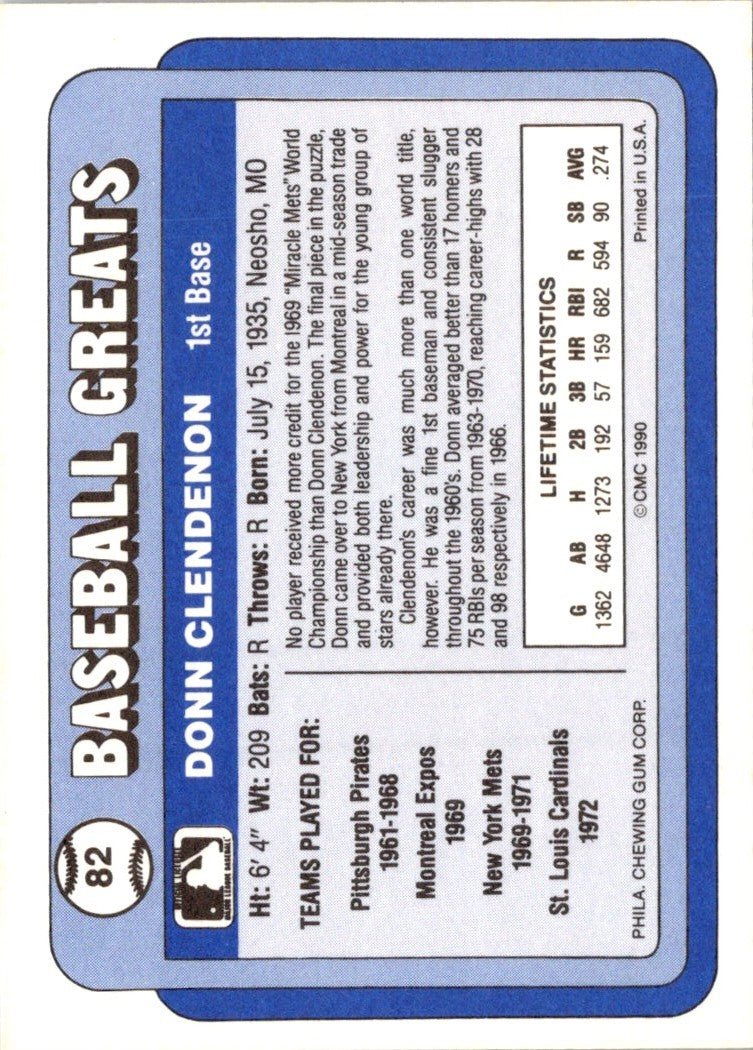 82
BASEBALL GREATS
DONN CLENDENON 1st Base
Ht: 6' 4" Wt: 209 Bats: R Throws: R Born: July 15, 1935, Neosho, MO
TEAMS PLAYED FOR:
Pittsburgh Pirates
1961-1968
Montreal Expos
1969
New York Mets
1969-1971
St. Louis Cardinals
1972
No player received more credit for the 1969 "Miracle Mets" World
Championship than Donn Clendenon. The final piece in the puzzle,
Donn came over to New York from Montreal in a mid-season trade
and provided both leadership and power for the young group of
stars already there.
Clendenon's career was much more than one world title,
however. He was a fine 1st baseman and consistent slugger
throughout the 1960's. Donn averaged better than 17 homers and
75 RBIs per season from 1963-1970, reaching career-highs with 28
and 98 respectively in 1966.
LIFETIME STATISTICS
G AB H 2B 3B HR RBI R SB AVG
1362 4648 1273 192 57 159 682 594 90 .274
PHILA. CHEWING GUM CORP. ©CMC 1990 Printed in U.S.A.